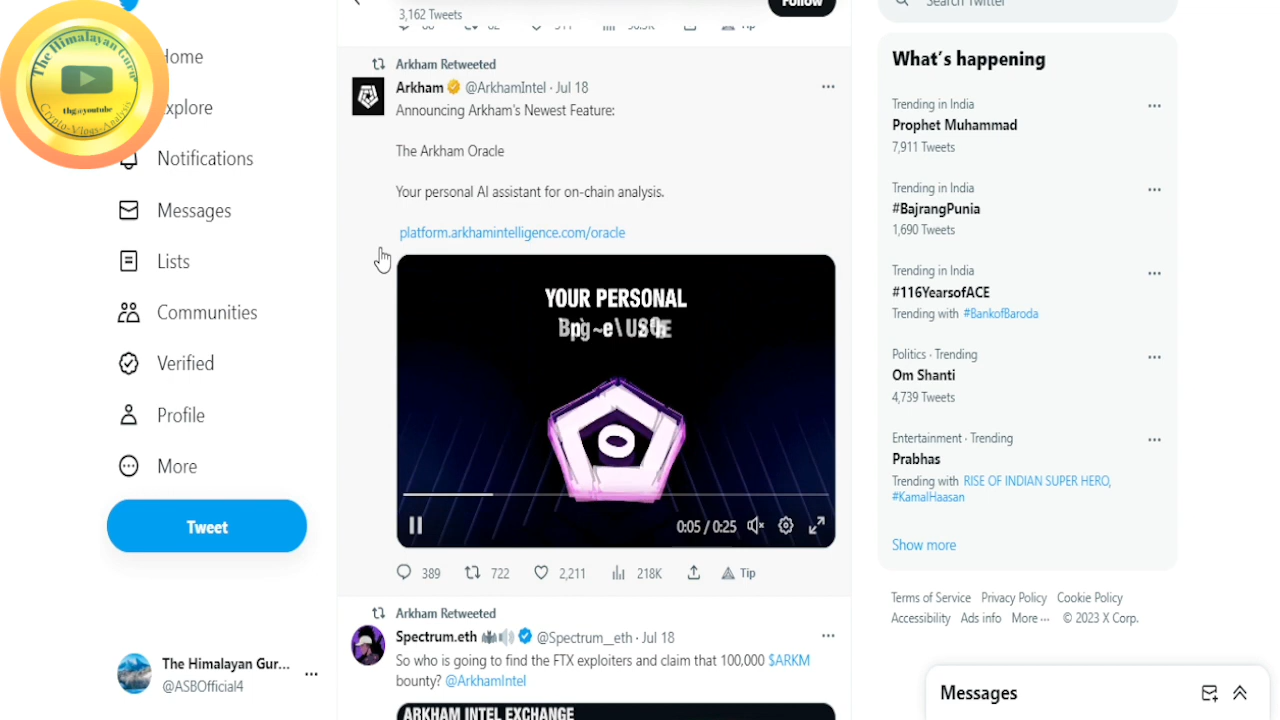 The Himalayan Guru
thg@youtube
Crypto-Vlogs-Analysis
Home
Explore
Notifications
Messages
Lists
Communities
Verified
Profile
More
Tweet
The Himalayan Gur...
@ASBOfficial4
3,162 Tweets
Follow
Tip
Arkham Retweeted
Arkham @ArkhamIntel · Jul 18
Announcing Arkham's Newest Feature:
The Arkham Oracle
Your personal AI assistant for on-chain analysis.
platform.arkhamintelligence.com/oracle
YOUR PERSONAL
0:05 / 0:25
389 722 2,211 218K Tip
Arkham Retweeted
Spectrum.eth @Spectrum__eth · Jul 18
So who is going to find the FTX exploiters and claim that 100,000 $ARKM
bounty? @ArkhamIntel
ARKHAM INTEL EXCHANGE
Search Twitter
What's happening
Trending in India
Prophet Muhammad
7,911 Tweets
Trending in India
#BajrangPunia
1,690 Tweets
Trending in India
#116YearsofACE
Trending with #BankofBaroda
Politics · Trending
Om Shanti
4,739 Tweets
Entertainment · Trending
Prabhas
Trending with RISE OF INDIAN SUPER HERO,
#KamalHaasan
Show more
Terms of Service Privacy Policy Cookie Policy
Accessibility Ads info More ··· © 2023 X Corp.
Messages